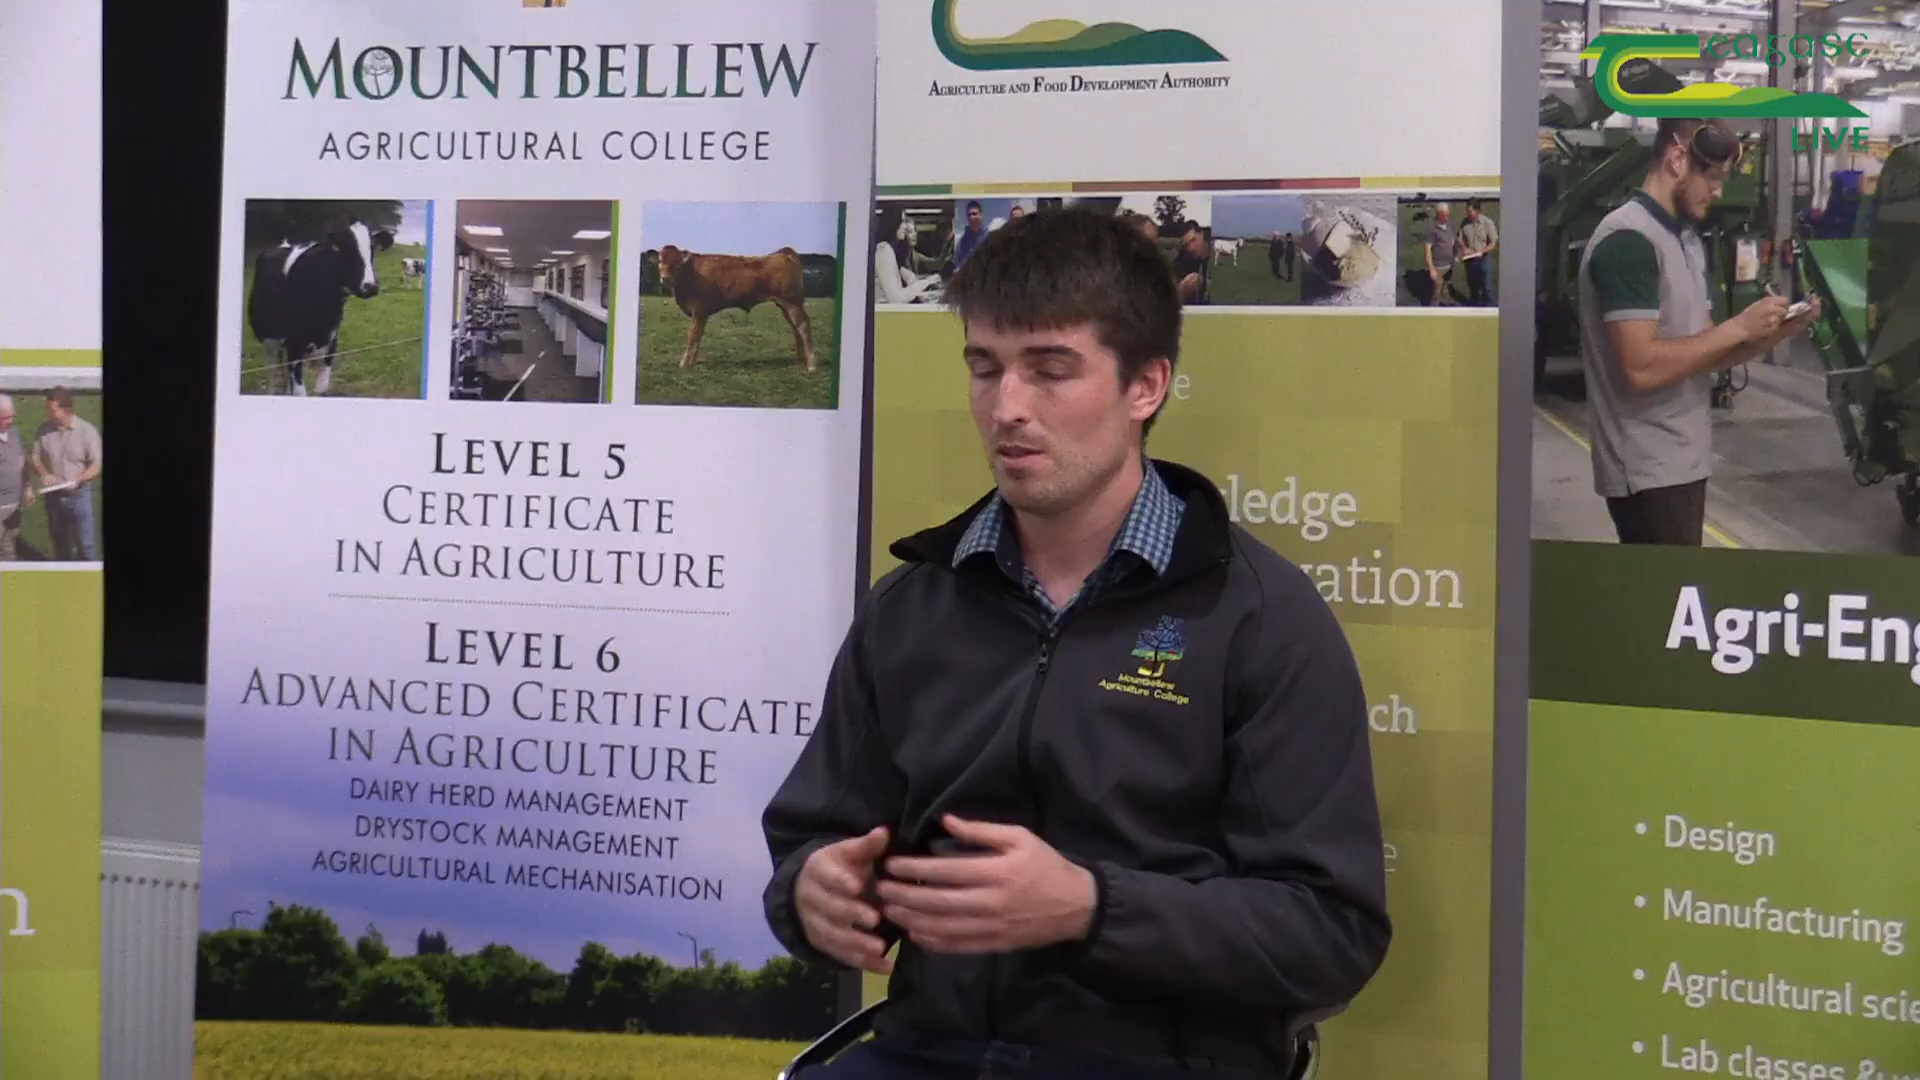 MOUNTBELLEW
AGRICULTURAL COLLEGE
LEVEL 5
CERTIFICATE
IN AGRICULTURE
LEVEL 6
ADVANCED CERTIFICATE
IN AGRICULTURE
DAIRY HERD MANAGEMENT
DRYSTOCK MANAGEMENT
AGRICULTURAL MECHANISATION
AGRICULTURE AND FOOD DEVELOPMENT AUTHORITY
Mountbellew
Agriculture College
teagasc
LIVE
Agri-Eng
• Design
• Manufacturing
• Agricultural scie
• Lab classes &